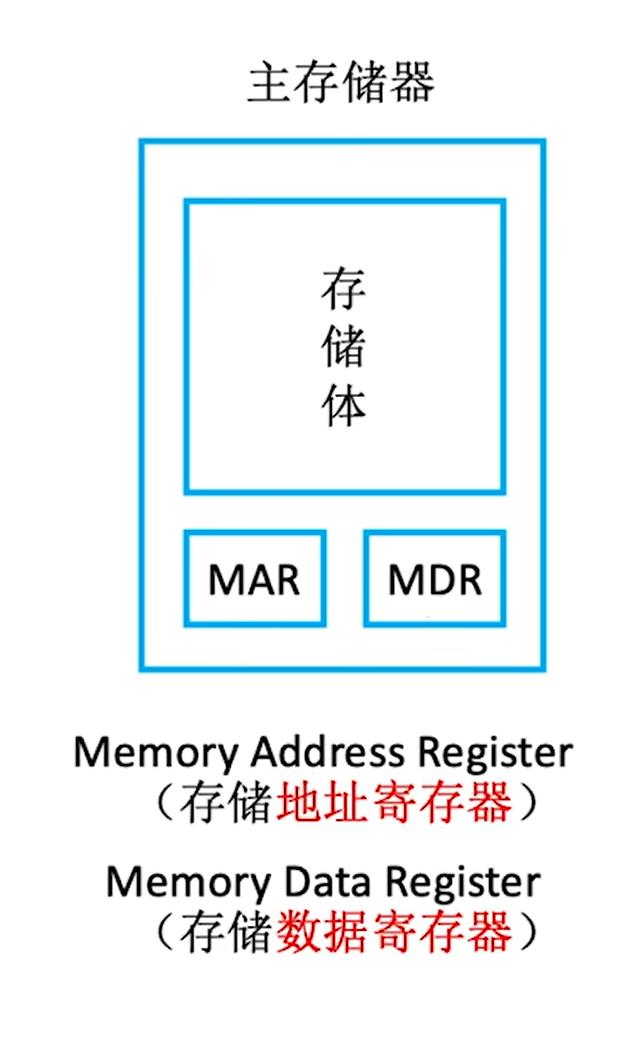 主存储器
存
储
体
MAR MDR
Memory Address Register
（存储地址寄存器）
Memory Data Register
（存储数据寄存器）